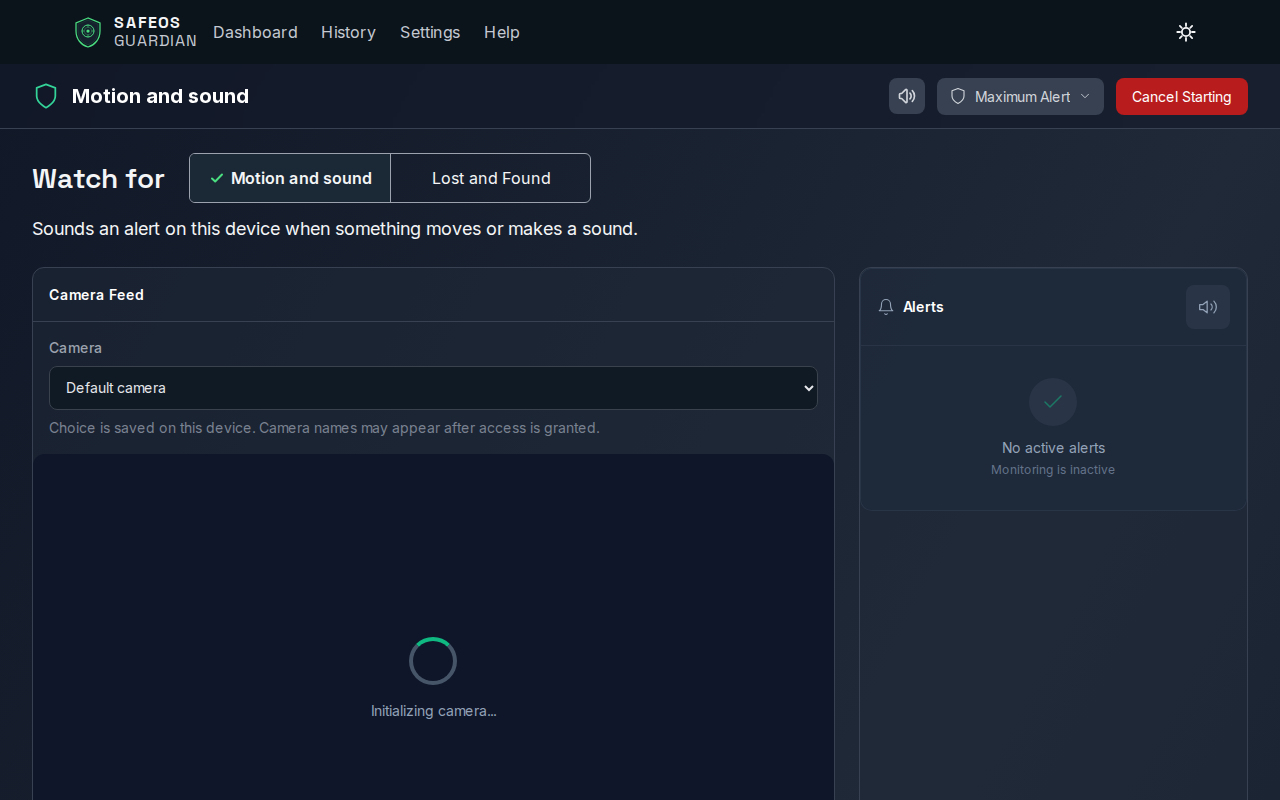 SAFEOS
GUARDIAN
Dashboard History Settings Help
Motion and sound
Maximum Alert
Cancel Starting
Watch for
Motion and sound
Lost and Found
Sounds an alert on this device when something moves or makes a sound.
Camera Feed
Camera
Default camera
Choice is saved on this device. Camera names may appear after access is granted.
Initializing camera...
Alerts
No active alerts
Monitoring is inactive